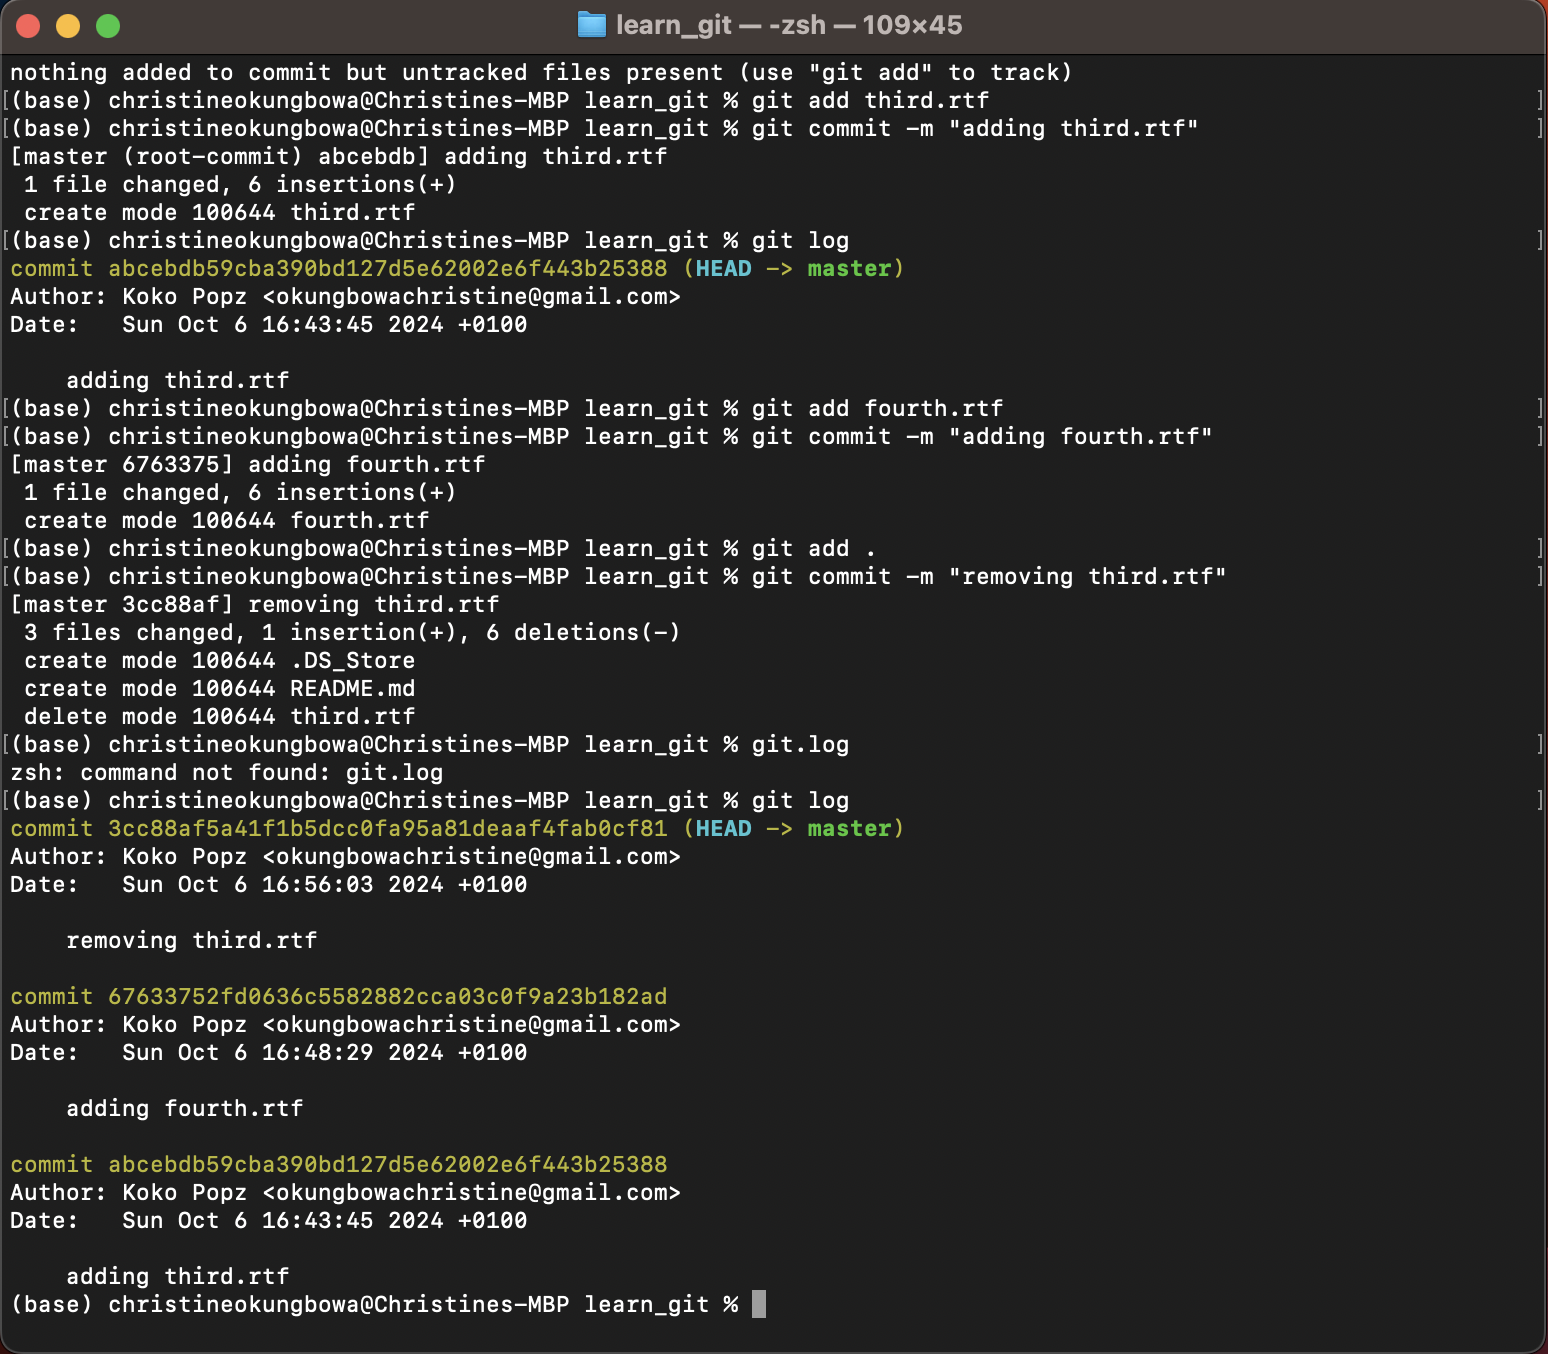 learn_git — -zsh — 109×45
nothing added to commit but untracked files present (use "git add" to track)
[(base) christineokungbowa@Christines-MBP learn_git % git add third.rtf ]
[(base) christineokungbowa@Christines-MBP learn_git % git commit -m "adding third.rtf" ]
[master (root-commit) abcebdb] adding third.rtf
 1 file changed, 6 insertions(+)
 create mode 100644 third.rtf
[(base) christineokungbowa@Christines-MBP learn_git % git log ]
commit abcebdb59cba390bd127d5e62002e6f443b25388 (HEAD -> master)
Author: Koko Popz <okungbowachristine@gmail.com>
Date:   Sun Oct 6 16:43:45 2024 +0100

    adding third.rtf
[(base) christineokungbowa@Christines-MBP learn_git % git add fourth.rtf ]
[(base) christineokungbowa@Christines-MBP learn_git % git commit -m "adding fourth.rtf" ]
[master 6763375] adding fourth.rtf
 1 file changed, 6 insertions(+)
 create mode 100644 fourth.rtf
[(base) christineokungbowa@Christines-MBP learn_git % git add . ]
[(base) christineokungbowa@Christines-MBP learn_git % git commit -m "removing third.rtf" ]
[master 3cc88af] removing third.rtf
 3 files changed, 1 insertion(+), 6 deletions(-)
 create mode 100644 .DS_Store
 create mode 100644 README.md
 delete mode 100644 third.rtf
[(base) christineokungbowa@Christines-MBP learn_git % git.log ]
zsh: command not found: git.log
[(base) christineokungbowa@Christines-MBP learn_git % git log ]
commit 3cc88af5a41f1b5dcc0fa95a81deaaf4fab0cf81 (HEAD -> master)
Author: Koko Popz <okungbowachristine@gmail.com>
Date:   Sun Oct 6 16:56:03 2024 +0100

    removing third.rtf

commit 67633752fd0636c5582882cca03c0f9a23b182ad
Author: Koko Popz <okungbowachristine@gmail.com>
Date:   Sun Oct 6 16:48:29 2024 +0100

    adding fourth.rtf

commit abcebdb59cba390bd127d5e62002e6f443b25388
Author: Koko Popz <okungbowachristine@gmail.com>
Date:   Sun Oct 6 16:43:45 2024 +0100

    adding third.rtf
(base) christineokungbowa@Christines-MBP learn_git %